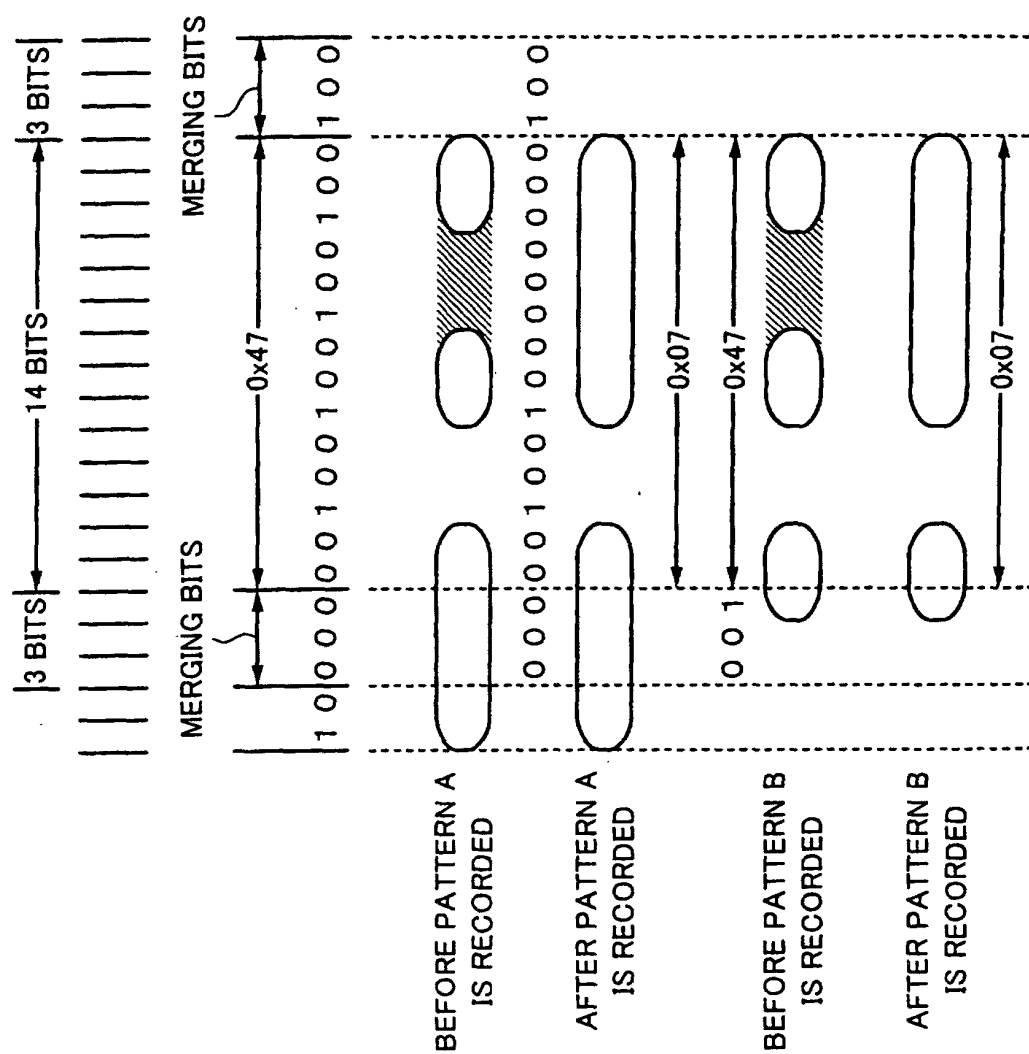 |3 BITS| 14 BITS |3 BITS|
MERGING BITS MERGING BITS
0x47
1 0 0 0 0 0 0 1 0 0 1 0 0 1 0 0 1 0 0 1 0 0
BEFORE PATTERN A
IS RECORDED
0 0 0 0 0 1 0 0 1 0 0 0 0 0 0 0 0 1 0 0
AFTER PATTERN A
IS RECORDED
0x07
0 0 1 0x47
BEFORE PATTERN B
IS RECORDED
AFTER PATTERN B
IS RECORDED
0x07